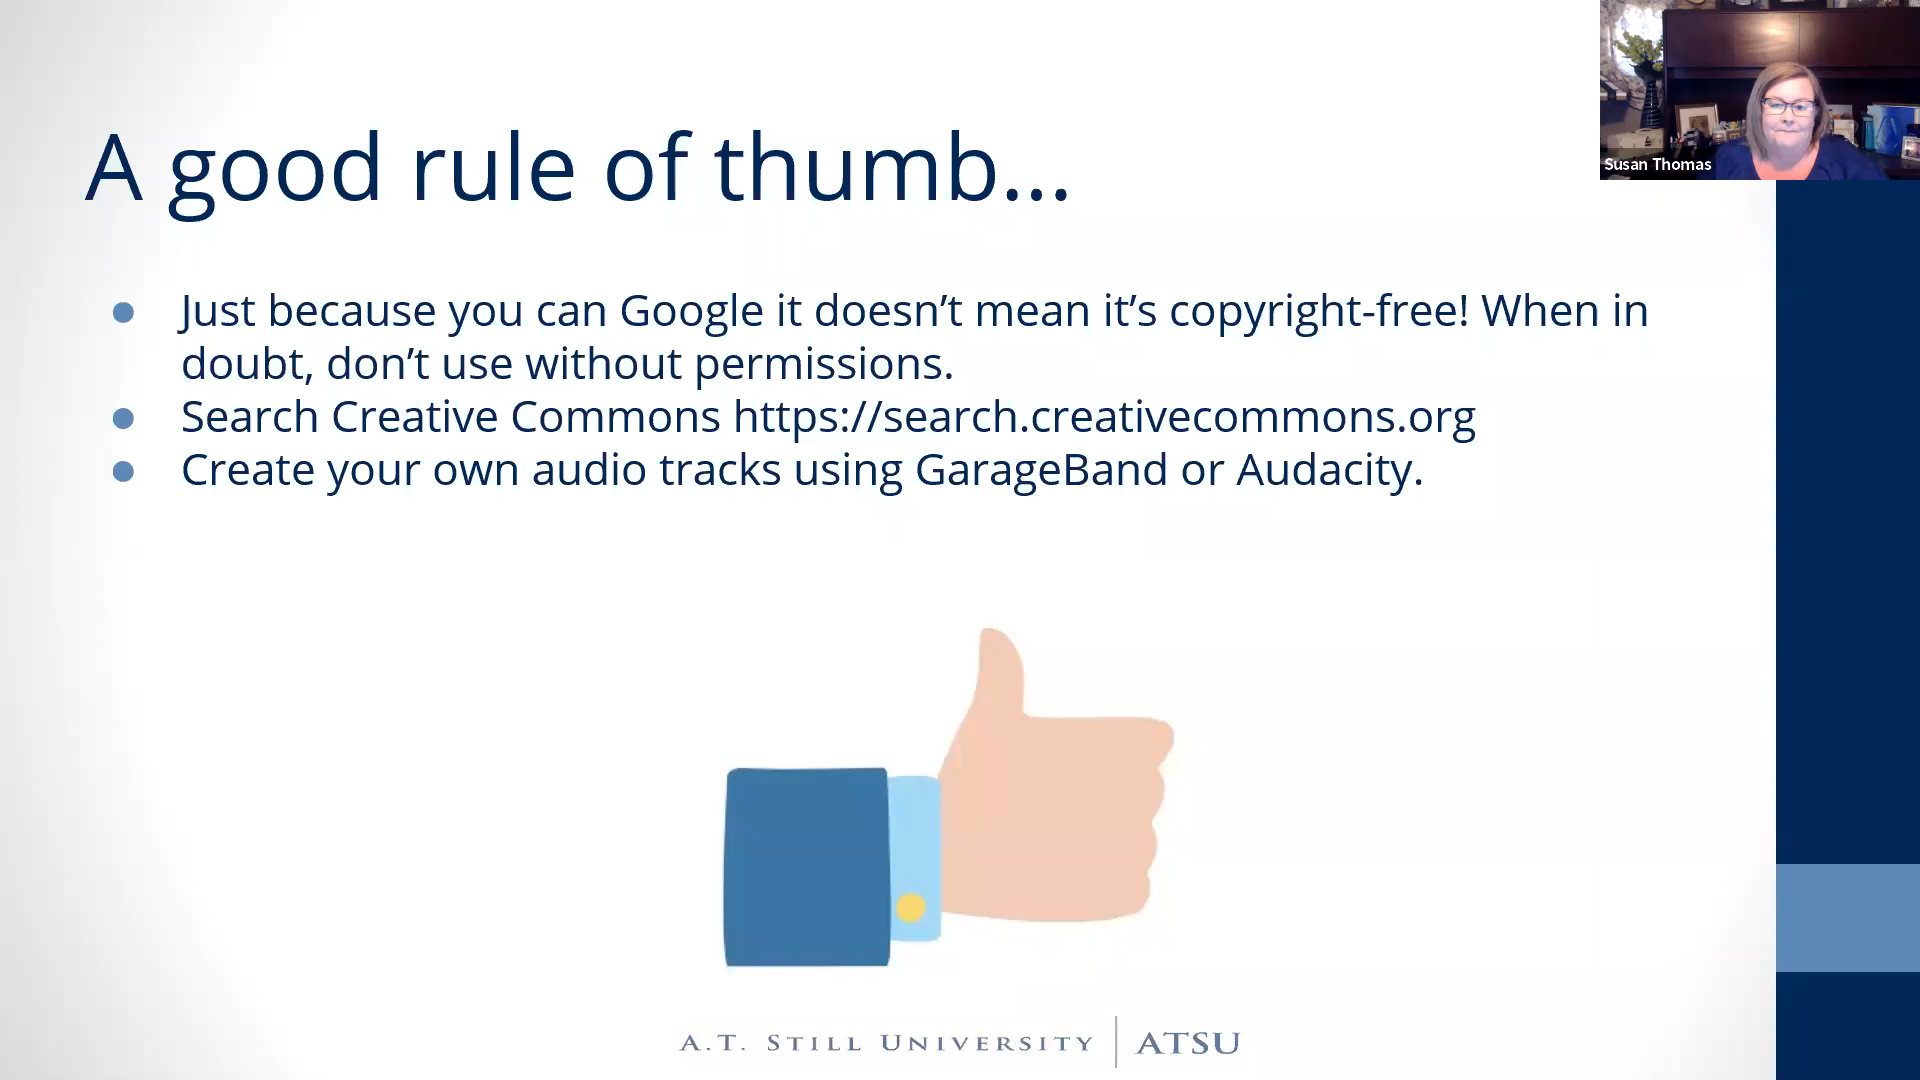 A good rule of thumb...
Just because you can Google it doesn’t mean it’s copyright-free! When in
doubt, don’t use without permissions.
Search Creative Commons https://search.creativecommons.org
Create your own audio tracks using GarageBand or Audacity.
Susan Thomas
A.T. STILL UNIVERSITY
ATSU